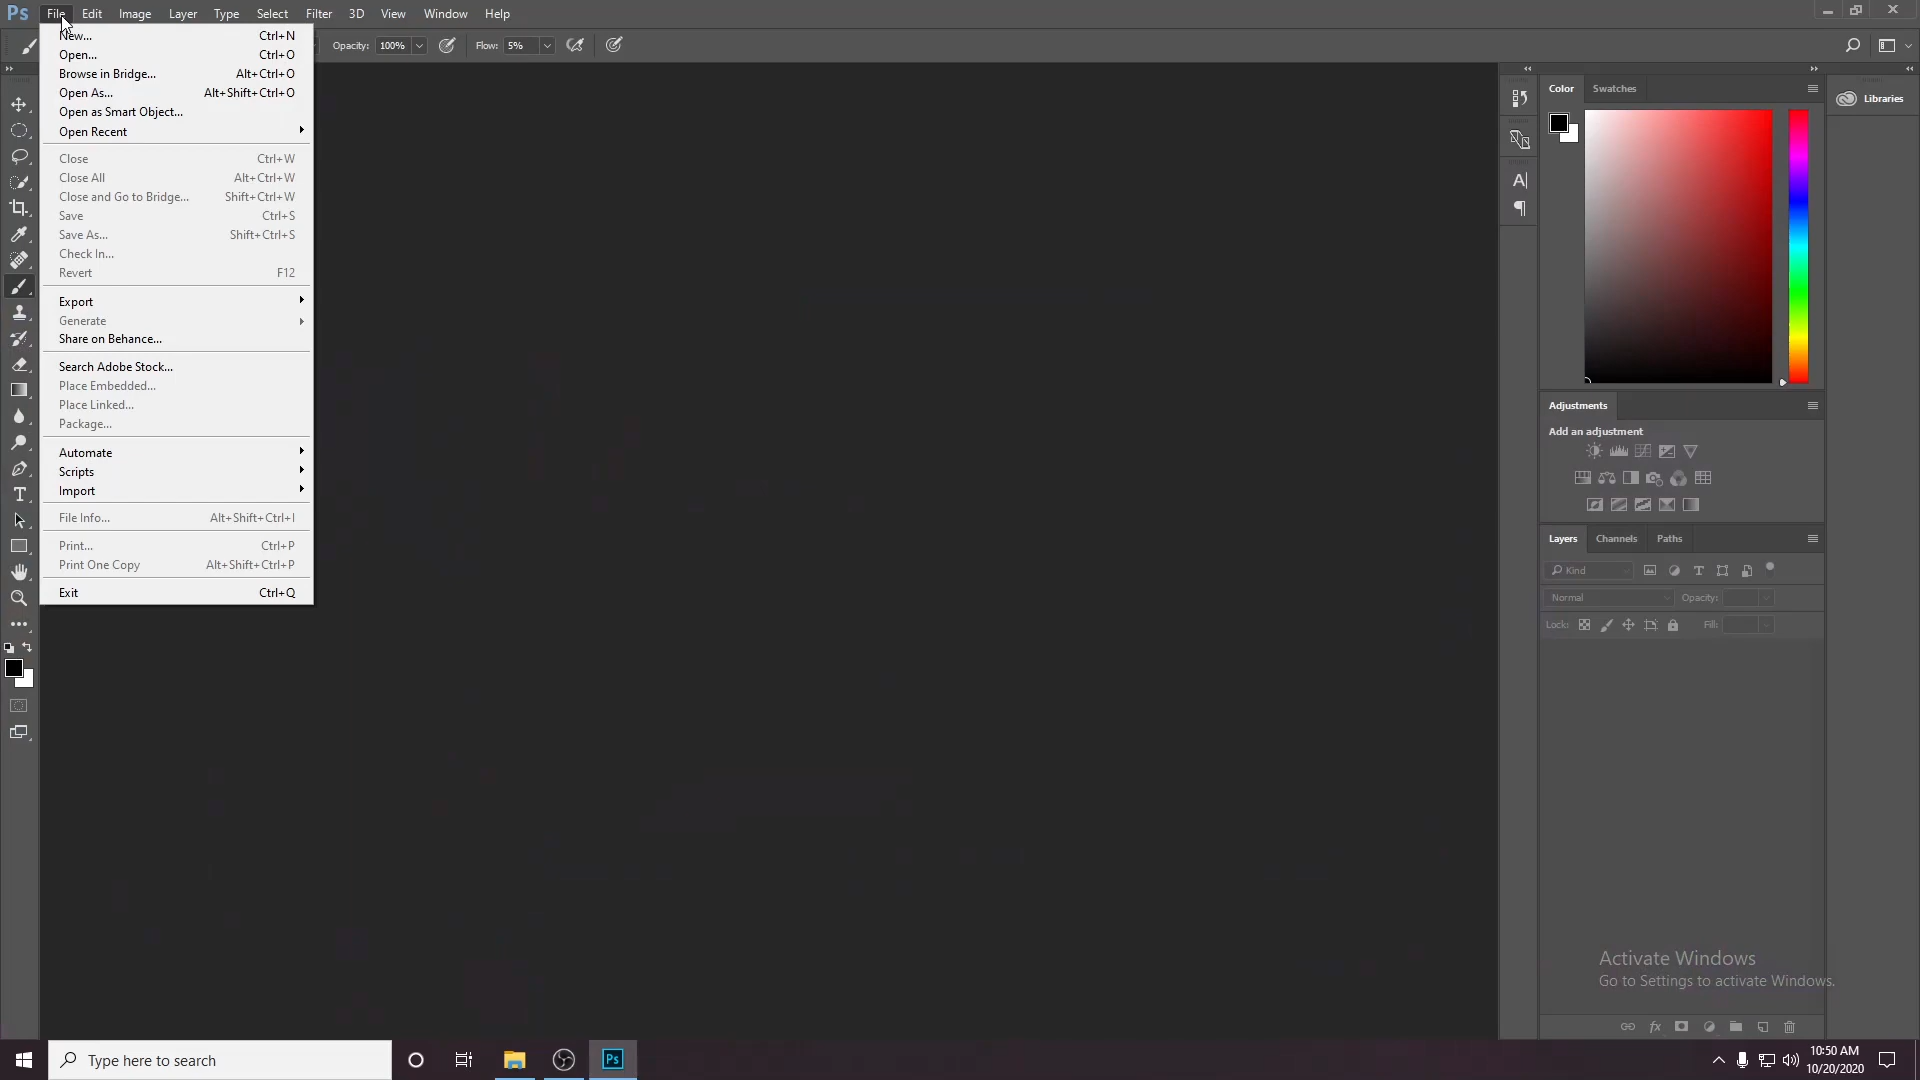 Ps File Edit Image Layer Type Select Filter 3D View Window Help
Opacity: 100% Flow: 5%
New... Ctrl+N
Open... Ctrl+O
Browse in Bridge... Alt+Ctrl+O
Open As... Alt+Shift+Ctrl+O
Open as Smart Object...
Open Recent
Close Ctrl+W
Close All Alt+Ctrl+W
Close and Go to Bridge... Shift+Ctrl+W
Save Ctrl+S
Save As... Shift+Ctrl+S
Check In...
Revert F12
Export
Generate
Share on Behance...
Search Adobe Stock...
Place Embedded...
Place Linked...
Package...
Automate
Scripts
Import
File Info... Alt+Shift+Ctrl+I
Print... Ctrl+P
Print One Copy Alt+Shift+Ctrl+P
Exit Ctrl+Q
Color Swatches
Libraries
Adjustments
Add an adjustment
Layers Channels Paths
Kind
Normal Opacity:
Lock: Fill:
Activate Windows
Go to Settings to activate Windows.
fx
Type here to search
Ps
10:50 AM
10/20/2020